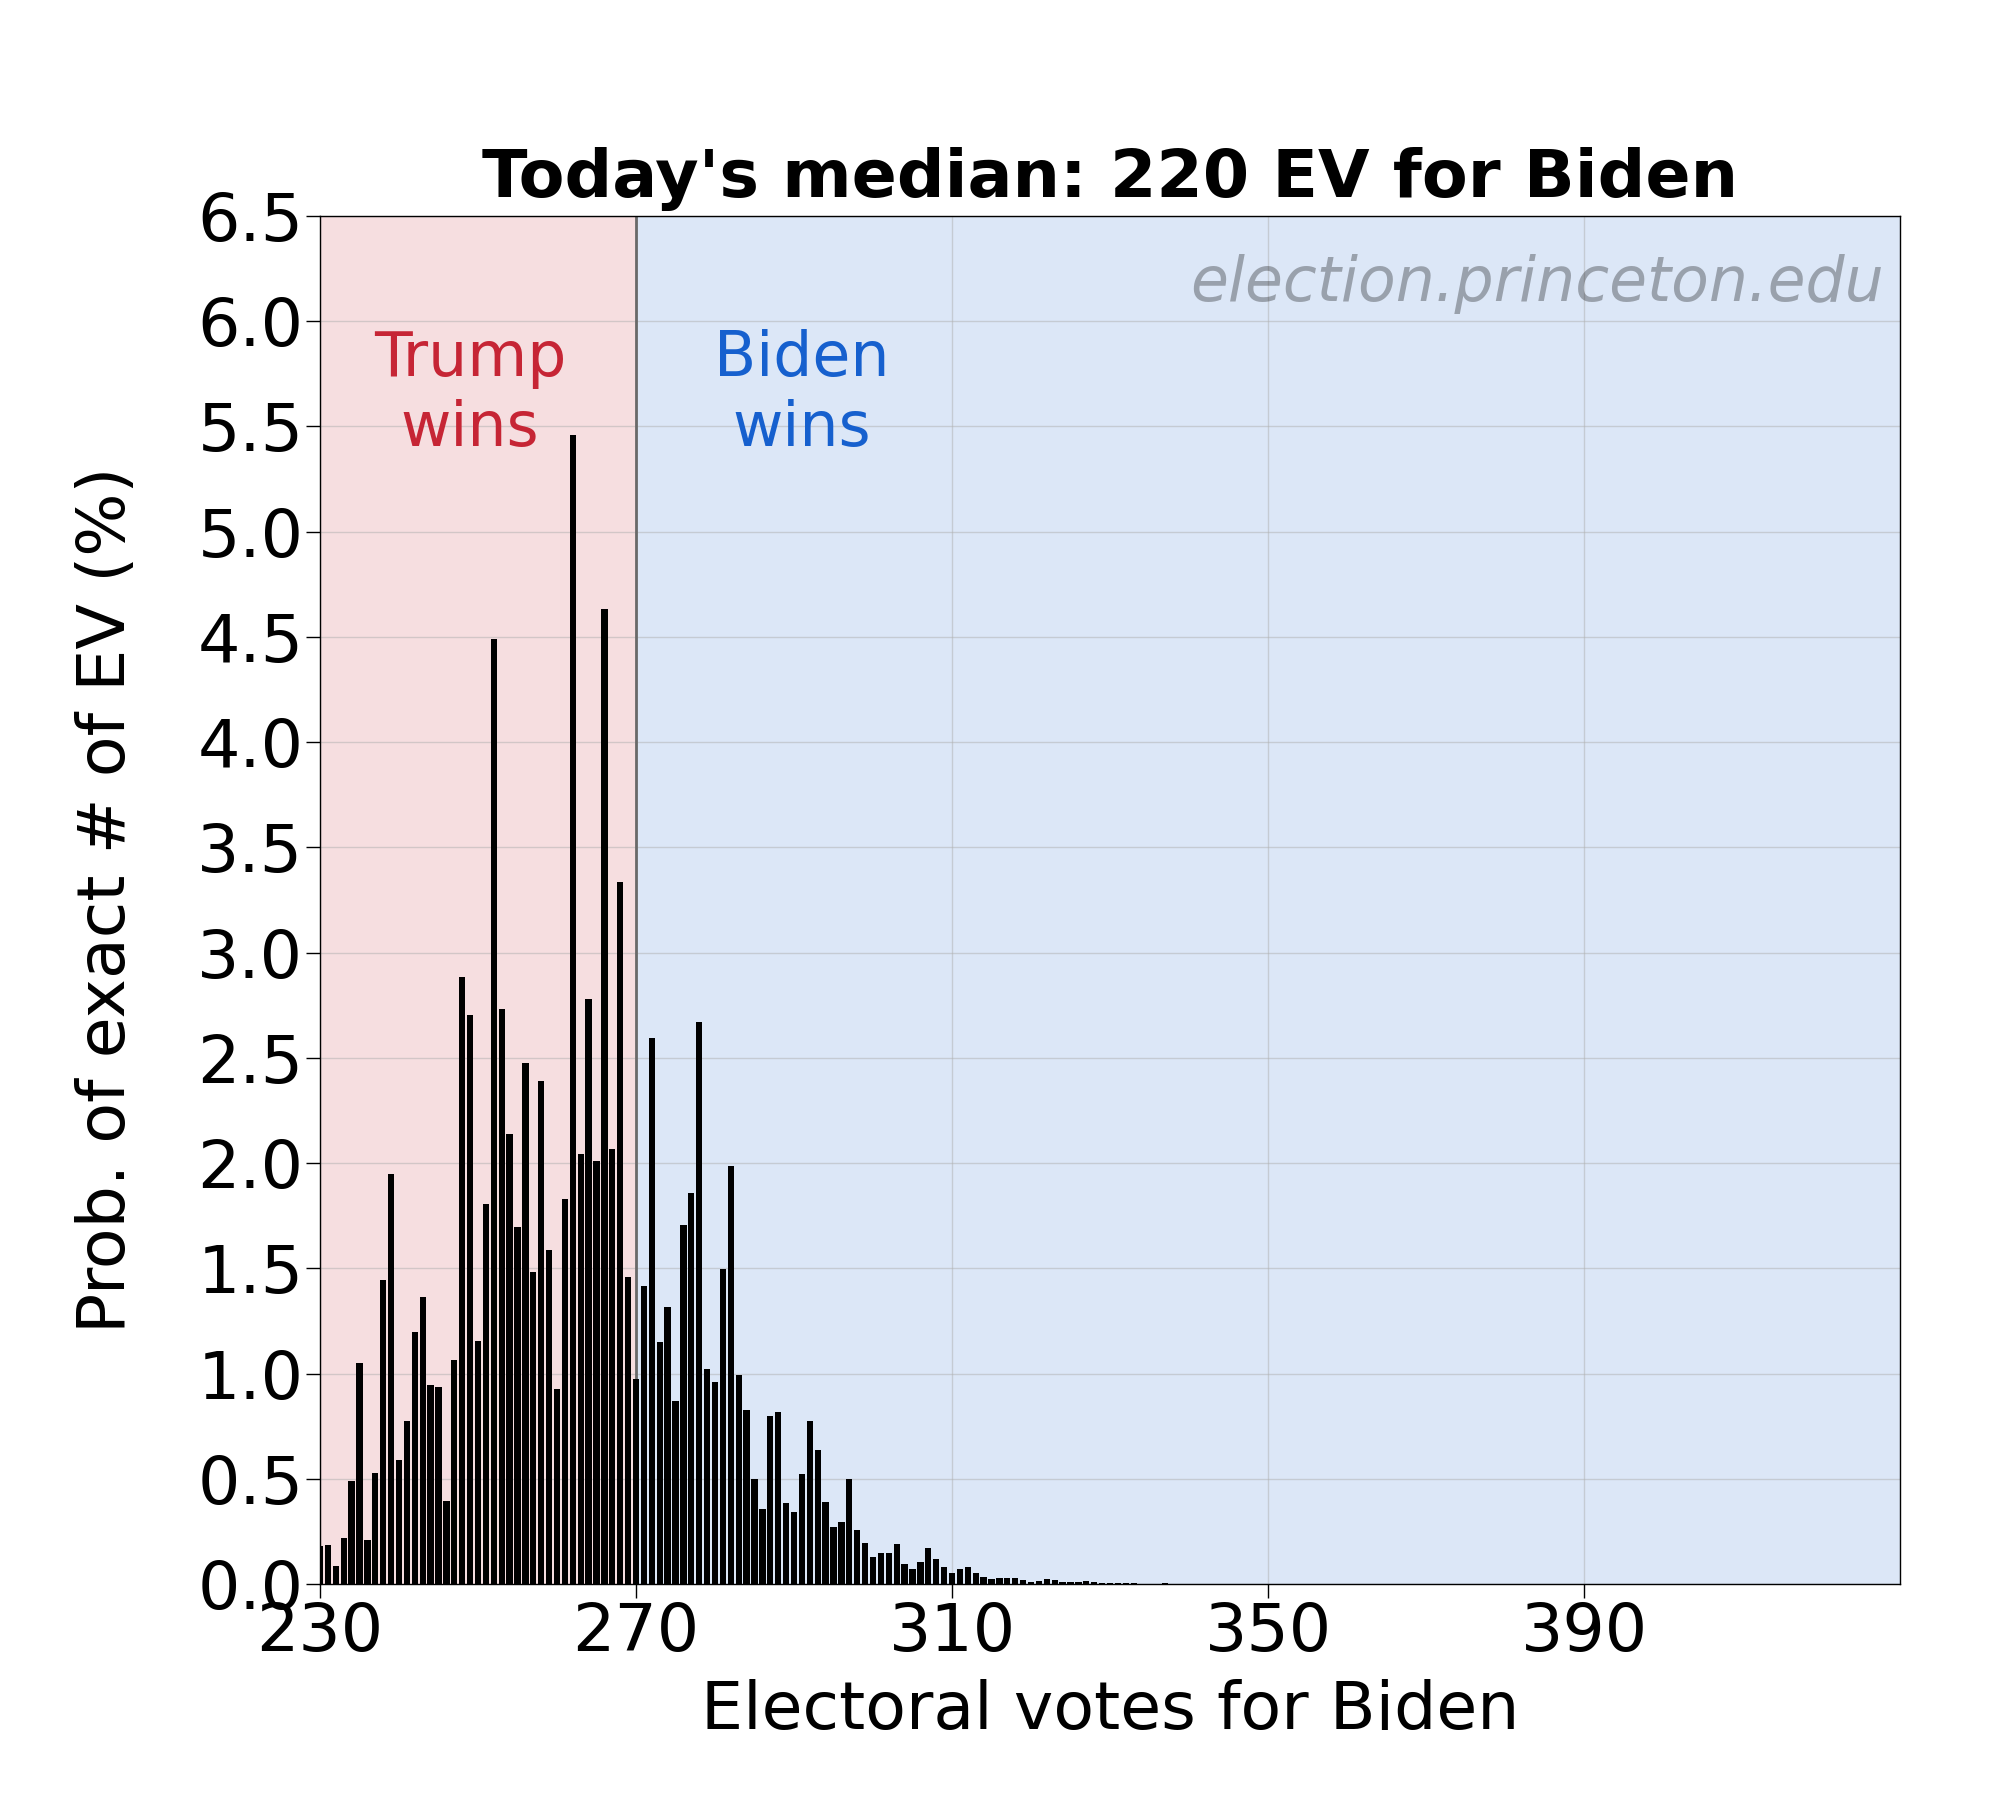 Today's median: 220 EV for Biden
election.princeton.edu
Trump
wins
Biden
wins
Prob. of exact # of EV (%)
6.5
6.0
5.5
5.0
4.5
4.0
3.5
3.0
2.5
2.0
1.5
1.0
0.5
0.0
230 270 310 350 390
Electoral votes for Biden